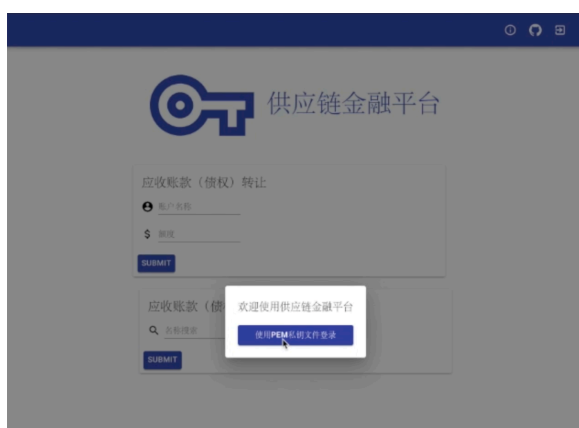 供应链金融平台
应收账款（债权）转让
账户名称
$ 额度
SUBMIT
应收账款（债
名称搜索
SUBMIT
欢迎使用供应链金融平台
使用PEM私钥文件登录